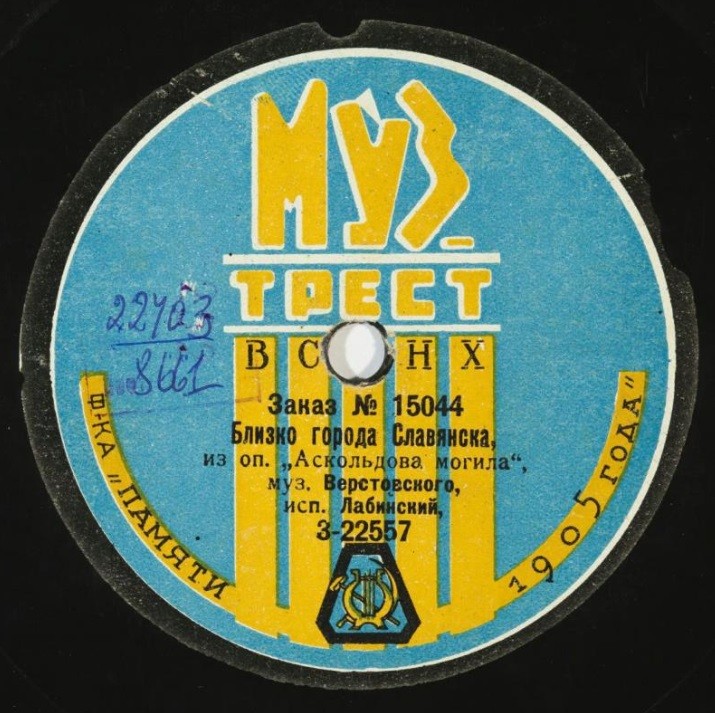 МУЗ
ТРЕСТ
ВСНХ
22703
8661
Заказ № 15044
Близко города Славянска,
из оп. „Аскольдова могила“,
муз. Верстовского,
исп. Лабинский,
3-22557
Ф-КА „ПАМЯТИ 1905 ГОДА"